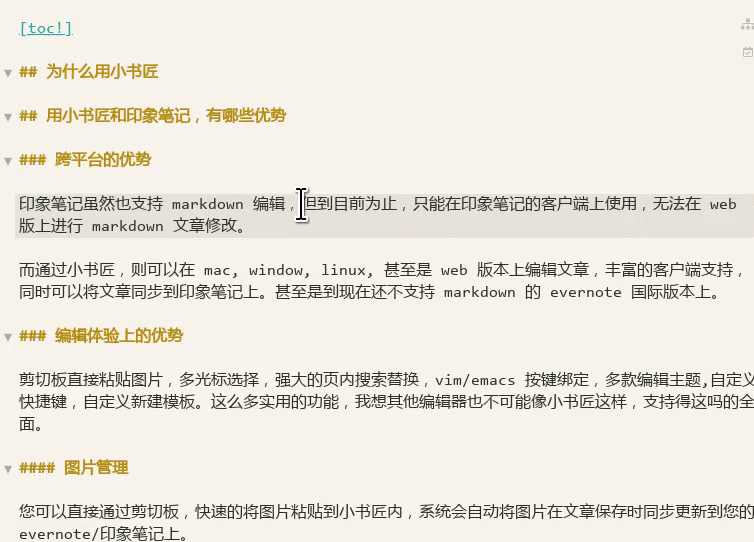 [toc!]
## 为什么用小书匠
## 用小书匠和印象笔记，有哪些优势
### 跨平台的优势
印象笔记虽然也支持 markdown 编辑，但到目前为止，只能在印象笔记的客户端上使用，无法在 web
版上进行 markdown 文章修改。
而通过小书匠，则可以在 mac, window, linux, 甚至是 web 版本上编辑文章，丰富的客户端支持，
同时可以将文章同步到印象笔记上。甚至是到现在还不支持 markdown 的 evernote 国际版本上。
### 编辑体验上的优势
剪切板直接粘贴图片，多光标选择，强大的页内搜索替换，vim/emacs 按键绑定，多款编辑主题,自定义
快捷键，自定义新建模板。这么多实用的功能，我想其他编辑器也不可能像小书匠这样，支持得这吗的全
面。
#### 图片管理
您可以直接通过剪切板，快速的将图片粘贴到小书匠内，系统会自动将图片在文章保存时同步更新到您的
evernote/印象笔记上。